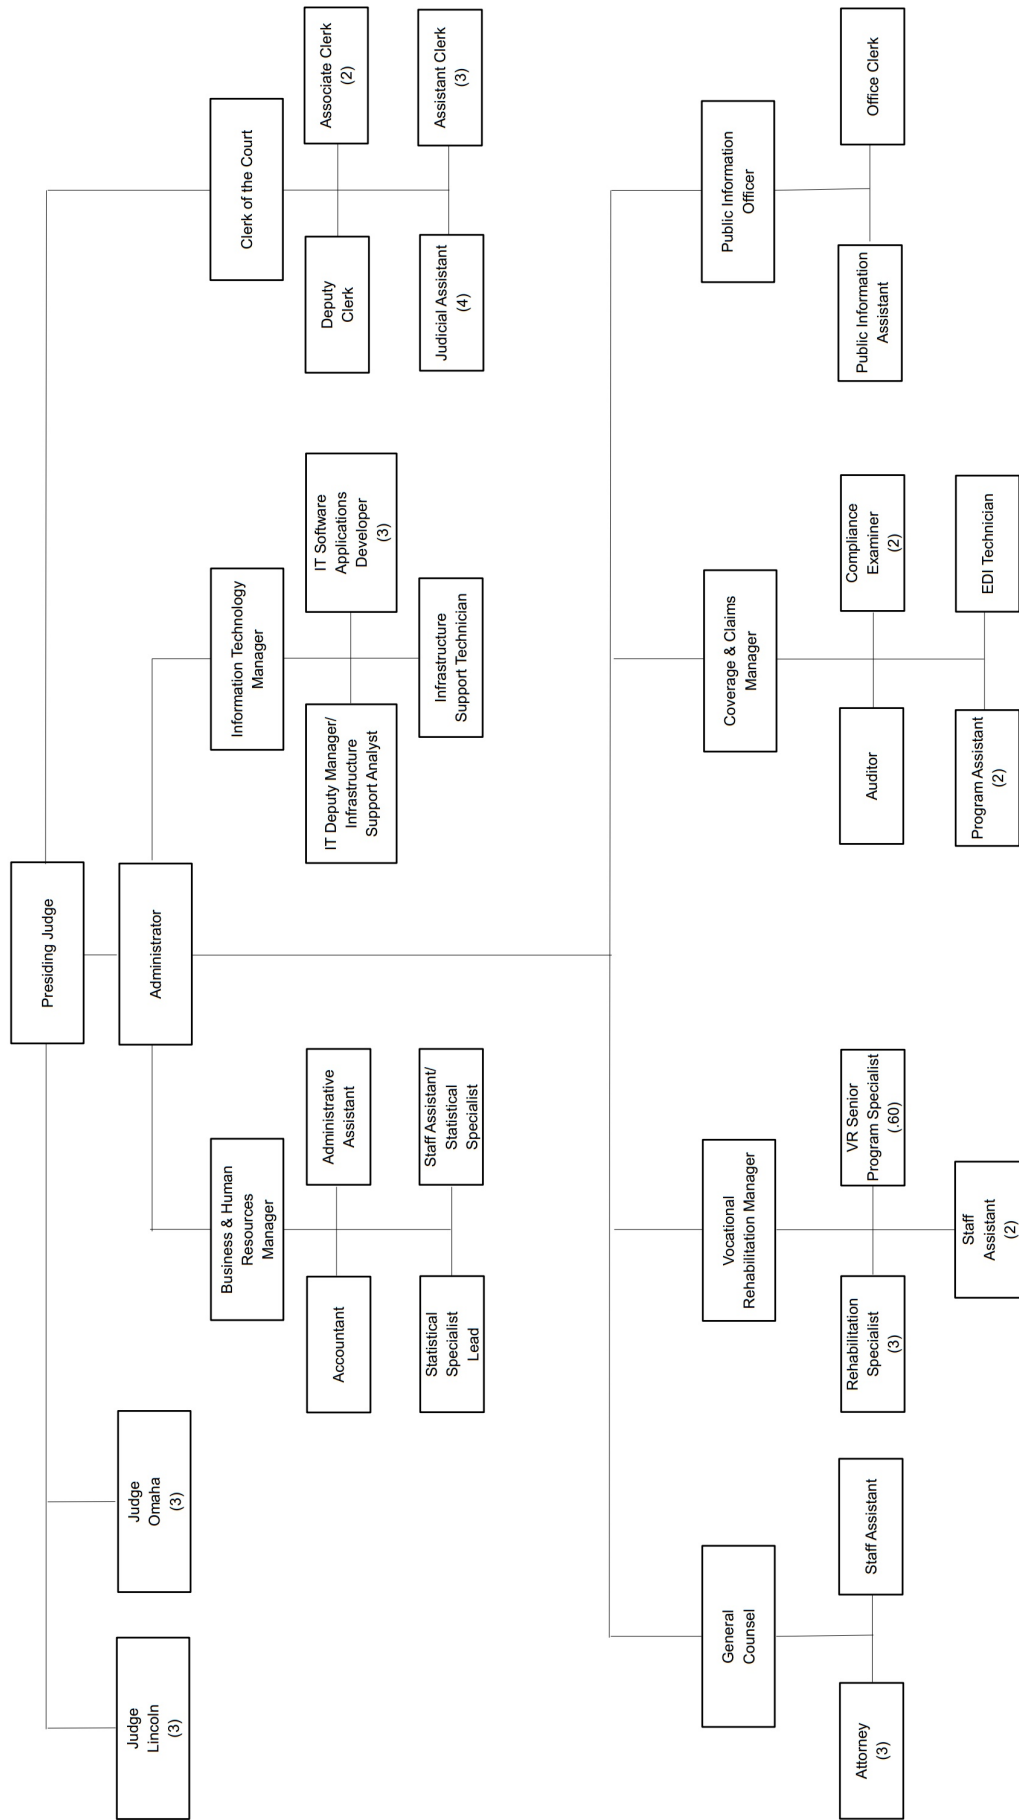 Presiding Judge
Judge
Lincoln
(3)
Judge
Omaha
(3)
Administrator
Business & Human
Resources
Manager
Information Technology
Manager
Clerk of the Court
Accountant
Administrative
Assistant
IT Deputy Manager/
Infrastructure
Support Analyst
IT Software
Applications
Developer
(3)
Deputy
Clerk
Associate Clerk
(2)
Statistical
Specialist
Lead
Staff Assistant/
Statistical
Specialist
Infrastructure
Support Technician
Judicial Assistant
(4)
Assistant Clerk
(3)
General
Counsel
Vocational
Rehabilitation Manager
Coverage & Claims
Manager
Public Information
Officer
Attorney
(3)
Staff Assistant
Rehabilitation
Specialist
(3)
VR Senior
Program Specialist
(.60)
Auditor
Compliance
Examiner
(2)
Public Information
Assistant
Office Clerk
Staff
Assistant
(2)
Program Assistant
(2)
EDI Technician